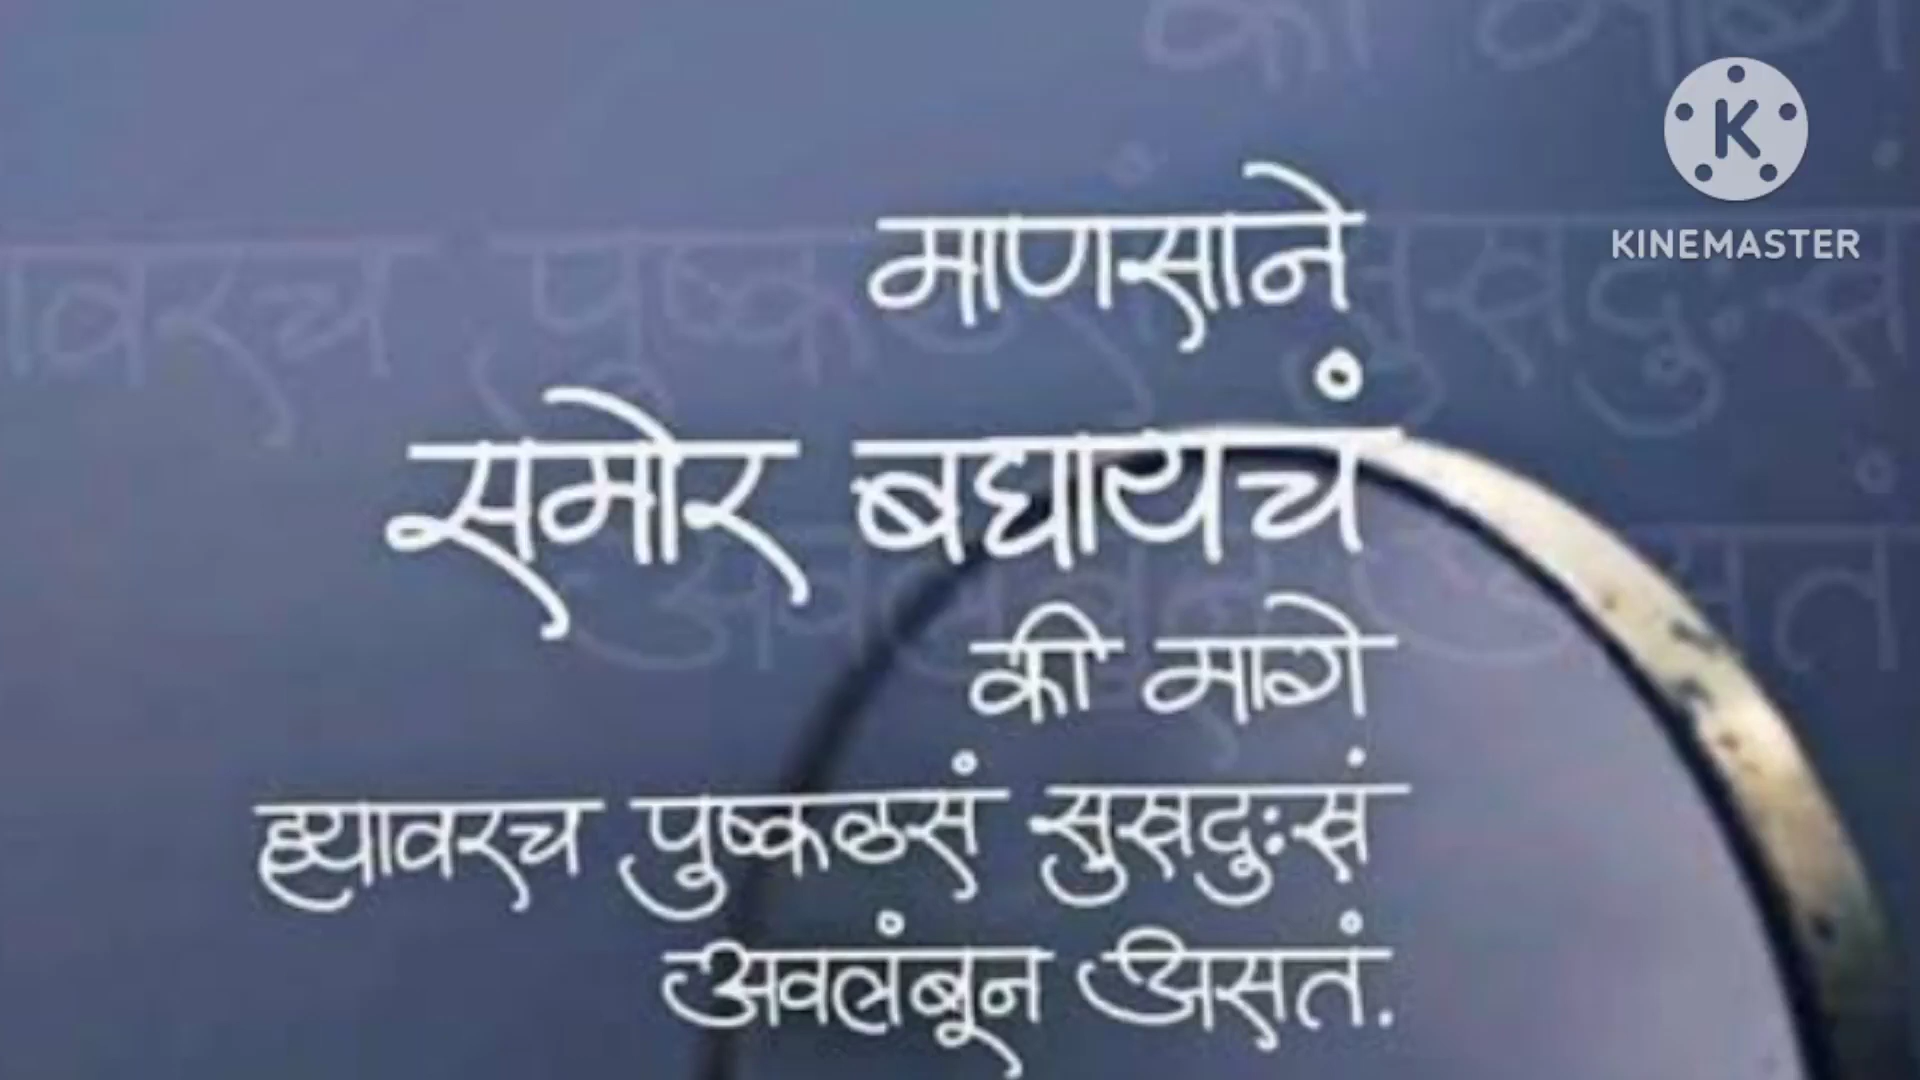 KINEMASTER
माणसाने
समोर बघायचं
की मागे
ह्यावरच पुष्कळसं सुखदुःखं
अवलंबून असतं.